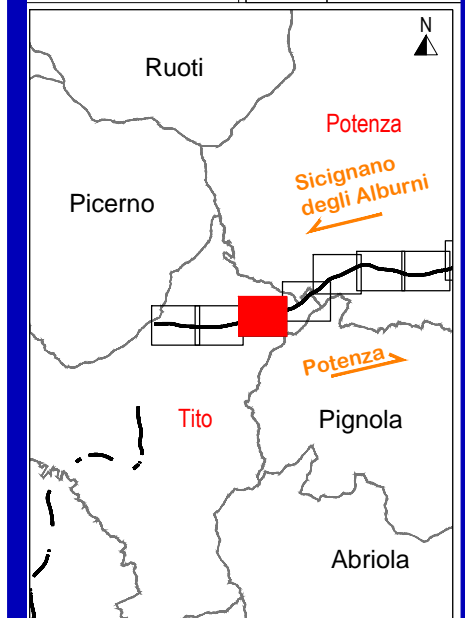 N
Ruoti
Potenza
Sicignano
degli Alburni
Picerno
Potenza
Tito
Pignola
Abriola